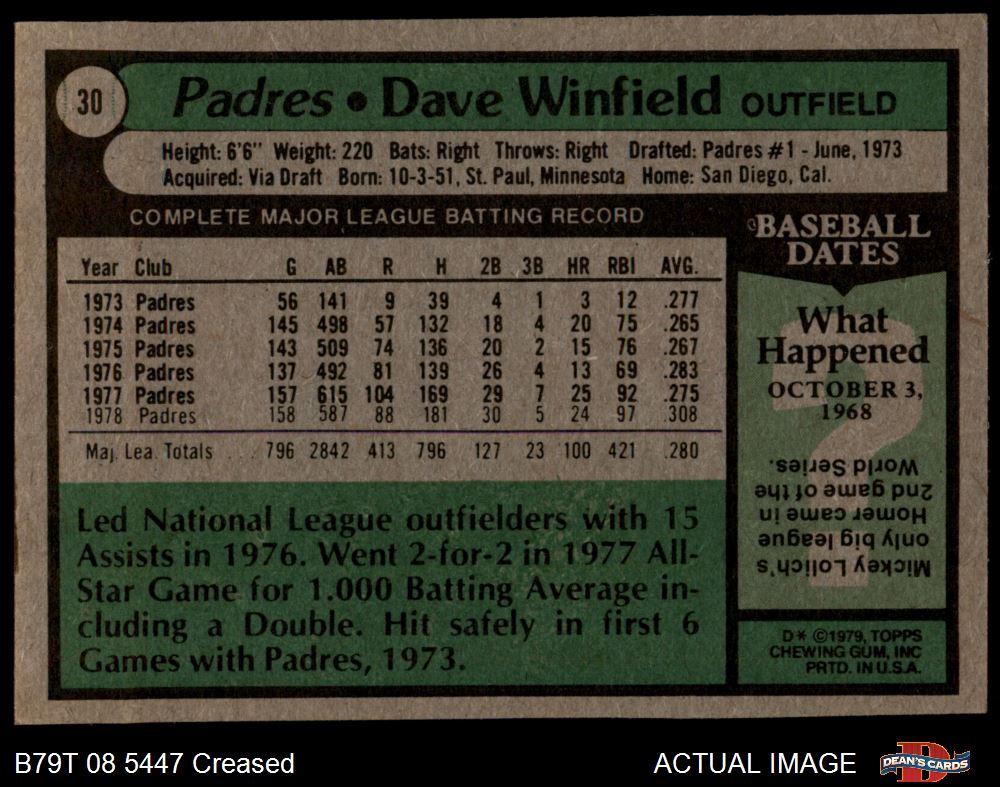 30
Padres • Dave Winfield OUTFIELD
Height: 6'6" Weight: 220 Bats: Right Throws: Right Drafted: Padres #1 - June, 1973
Acquired: Via Draft Born: 10-3-51, St. Paul, Minnesota Home: San Diego, Cal.
COMPLETE MAJOR LEAGUE BATTING RECORD
Year Club G AB R H 2B 3B HR RBI AVG.
1973 Padres 56 141 9 39 4 1 3 12 .277
1974 Padres 145 498 57 132 18 4 20 75 .265
1975 Padres 143 509 74 136 20 2 15 76 .267
1976 Padres 137 492 81 139 26 4 13 69 .283
1977 Padres 157 615 104 169 29 7 25 92 .275
1978 Padres 158 587 88 181 30 5 24 97 .308
Maj. Lea. Totals . . . 796 2842 413 796 127 23 100 421 .280
Led National League outfielders with 15
Assists in 1976. Went 2-for-2 in 1977 All-
Star Game for 1.000 Batting Average in-
cluding a Double. Hit safely in first 6
Games with Padres, 1973.
BASEBALL
DATES
What
Happened
OCTOBER 3,
1968
?
Mickey Lolich's
only big league
Homer came in
2nd game of the
World Series.
D* ©1979, TOPPS
CHEWING GUM, INC
PRTD. IN U.S.A.
B79T 08 5447 Creased
ACTUAL IMAGE
D
DEAN'S CARDS